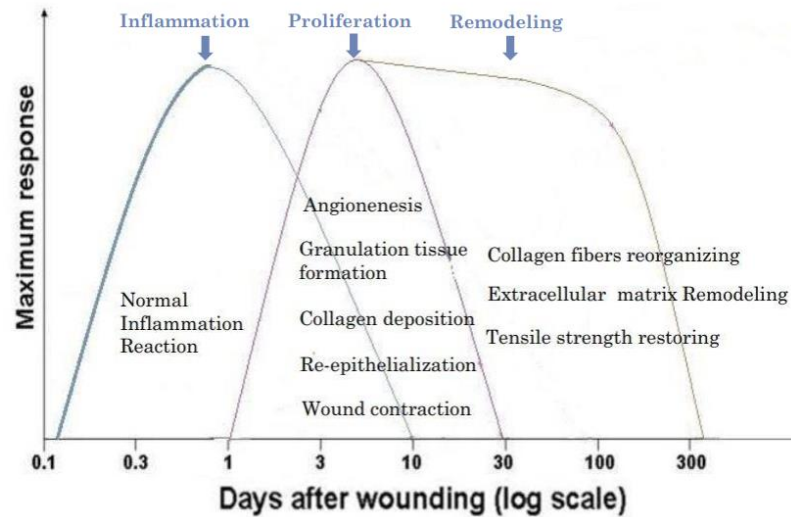 Inflammation
Proliferation
Remodeling
Maximum response
Angionenesis
Granulation tissue
formation
Collagen deposition
Re-epithelialization
Wound contraction
Normal
Inflammation
Reaction
Collagen fibers reorganizing
Extracellular matrix Remodeling
Tensile strength restoring
0.1 0.3 1 3 10 30 100 300
Days after wounding (log scale)